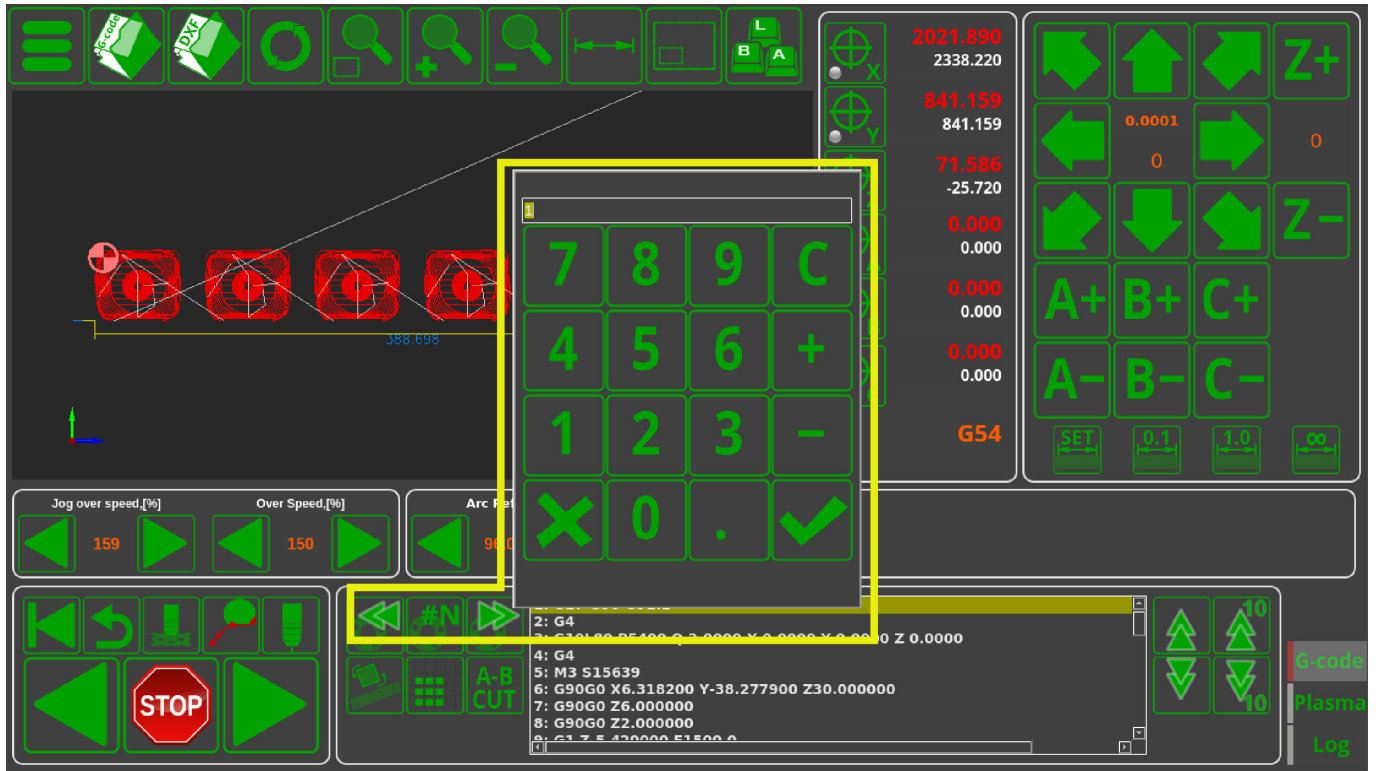 G-code
DXF
L
B A
X
2021.890
2338.220
Y
841.159
841.159
71.586
-25.720
0.000
0.000
0.000
0.000
0.000
0.000
G54
Z+
0.0001
0
0
Z-
A+ B+ C+
A- B- C-
SET 0.1 1.0 ∞
388.698
1
7 8 9 C
4 5 6 +
1 2 3 -
0 .
Jog over speed,[%] Over Speed,[%]
159 150
Arc
#N
A-B
CUT
STOP
2: G4
4: G4
5: M3 S15639
6: G90G0 X6.318200 Y-38.277900 Z30.000000
7: G90G0 Z6.000000
8: G90G0 Z2.000000
10
10
G-code
Plasma
Log